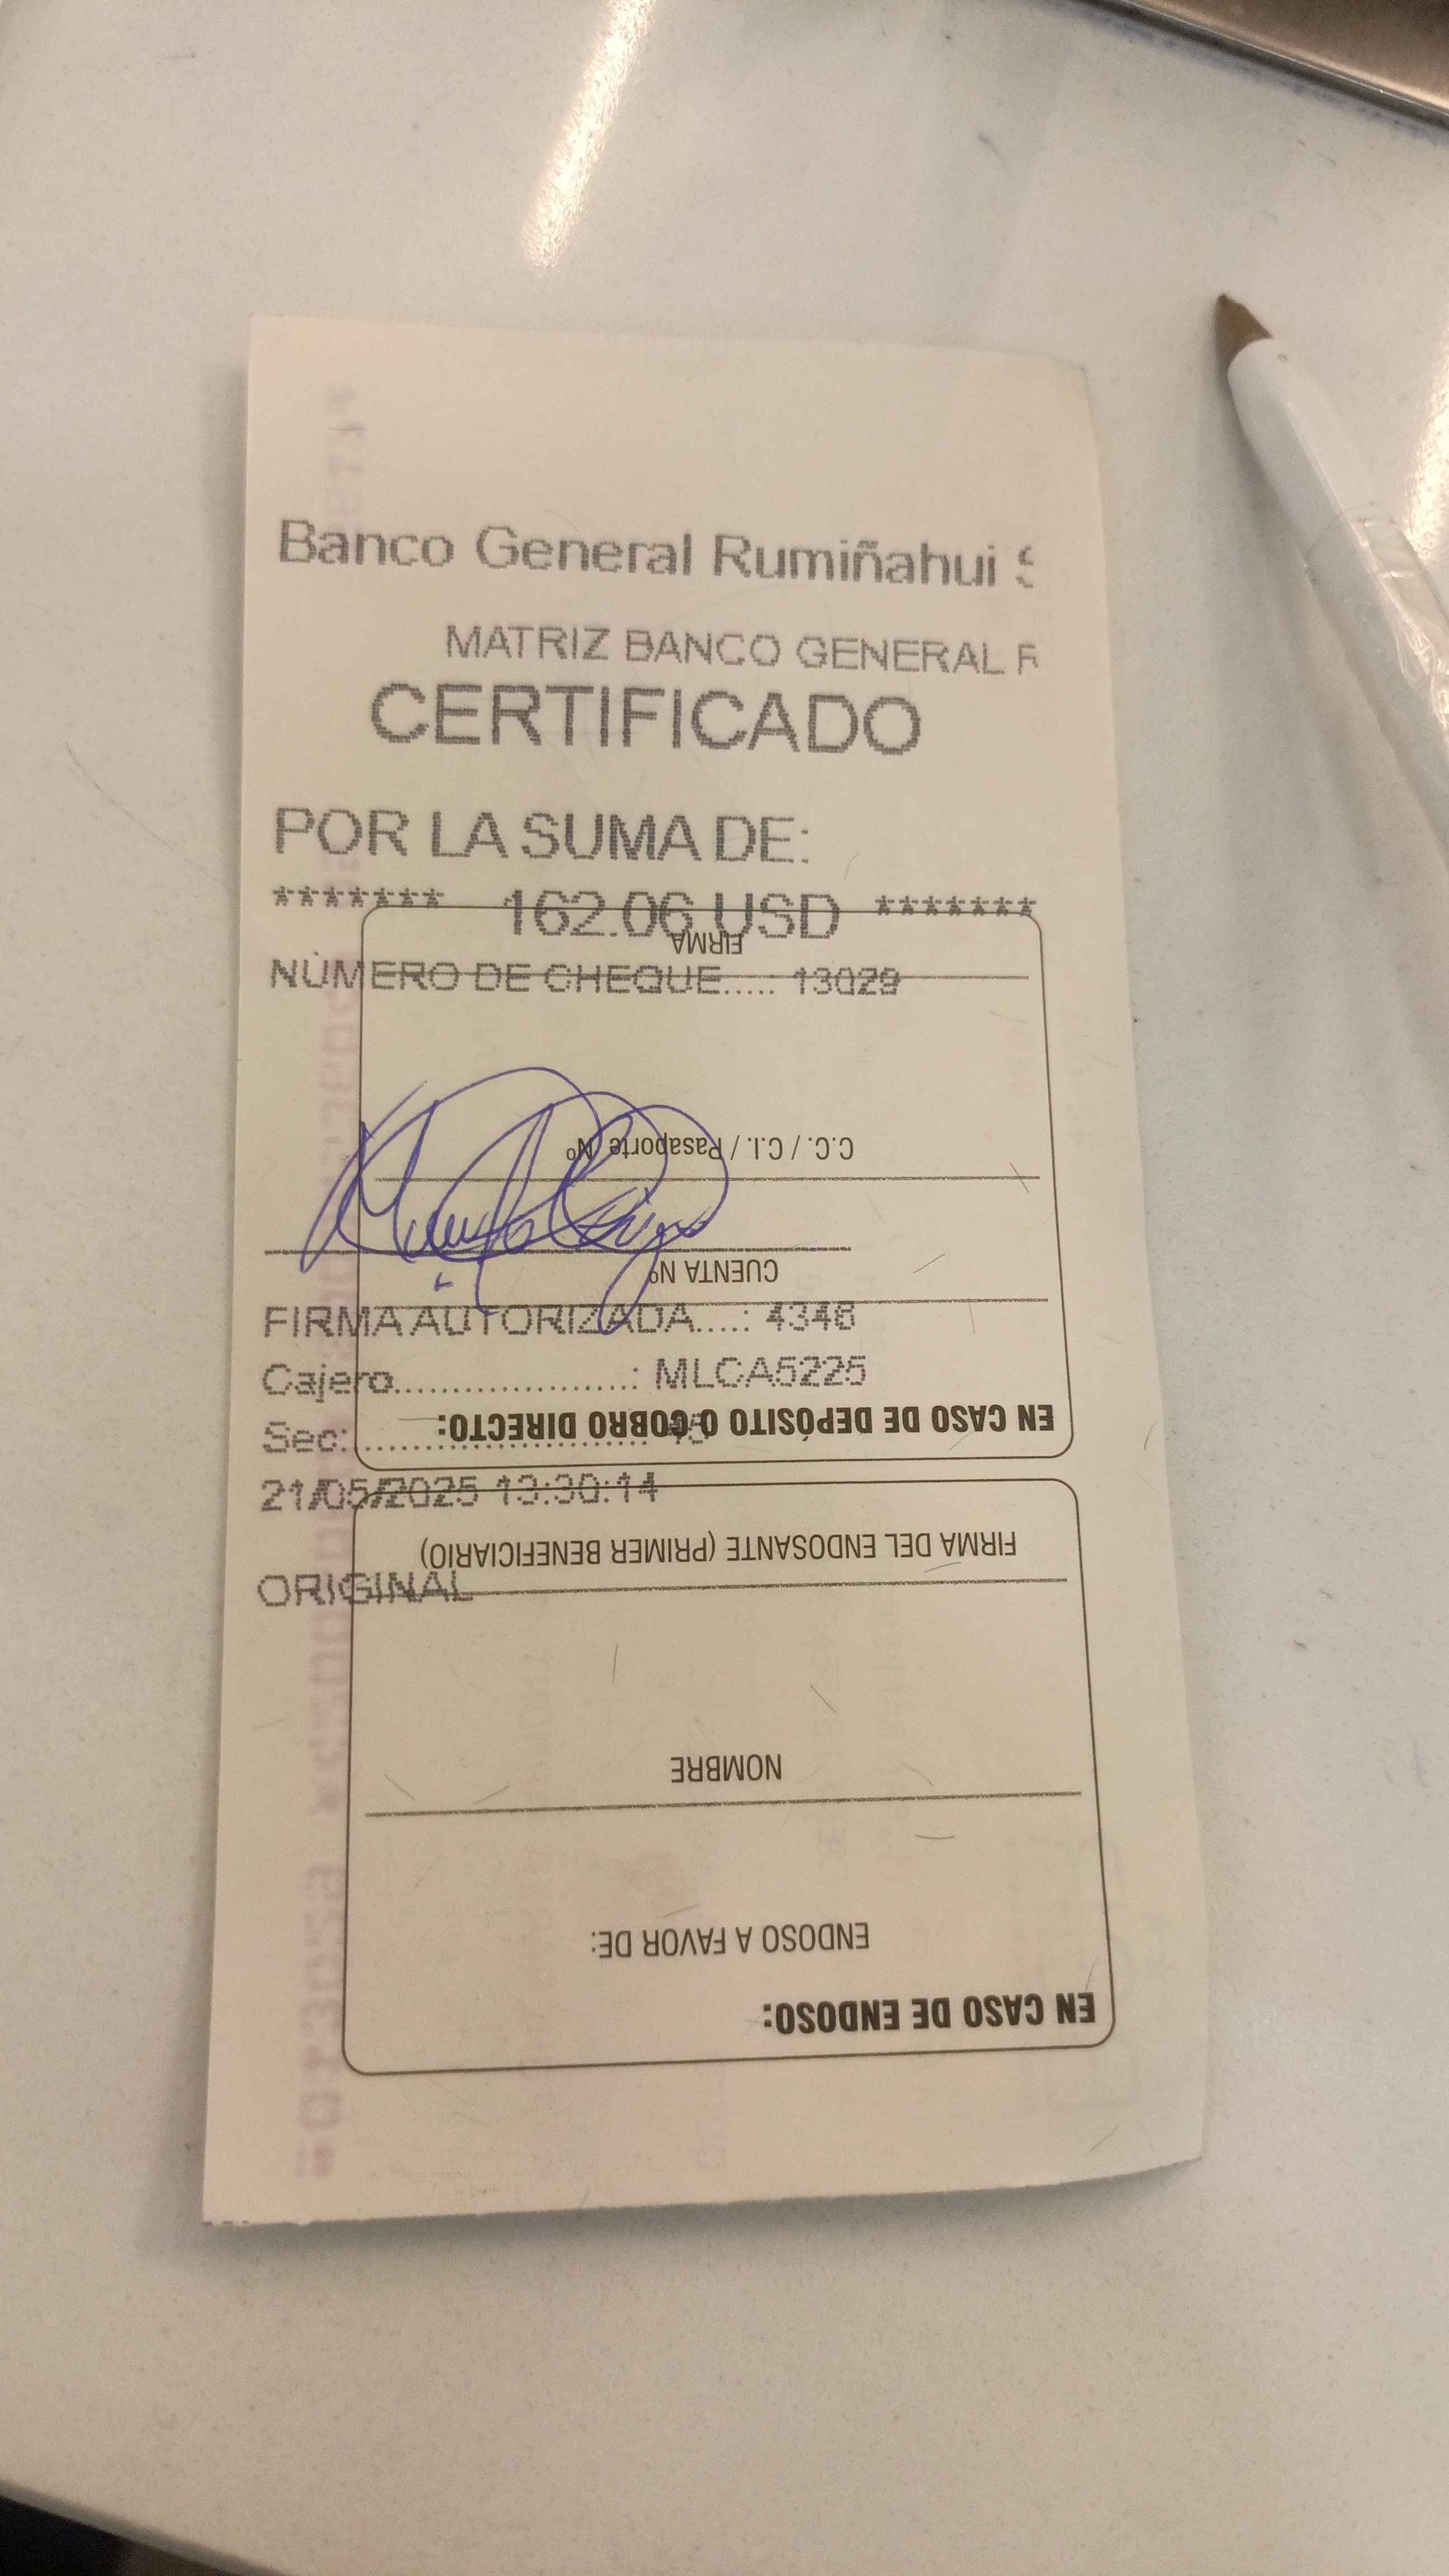 Banco General Rumiñahui S
MATRIZ BANCO GENERAL R
CERTIFICADO
POR LA SUMA DE:
******* 162.06 USD *******
NÚMERO DE CHEQUE.....: 13029
FIRMA AUTORIZADA....: 4346
Cajero.....................: MLCA5225
Sec:
21/05/2025 13:30:14
ORIGINAL
EN CASO DE ENDOSO:
ENDOSO A FAVOR DE:
NOMBRE
FIRMA DEL ENDOSANTE (PRIMER BENEFICIARIO)
EN CASO DE DEPÓSITO O COBRO DIRECTO:
CUENTA Nº
C.C. / C.I. / Pasaporte Nº
FIRMA